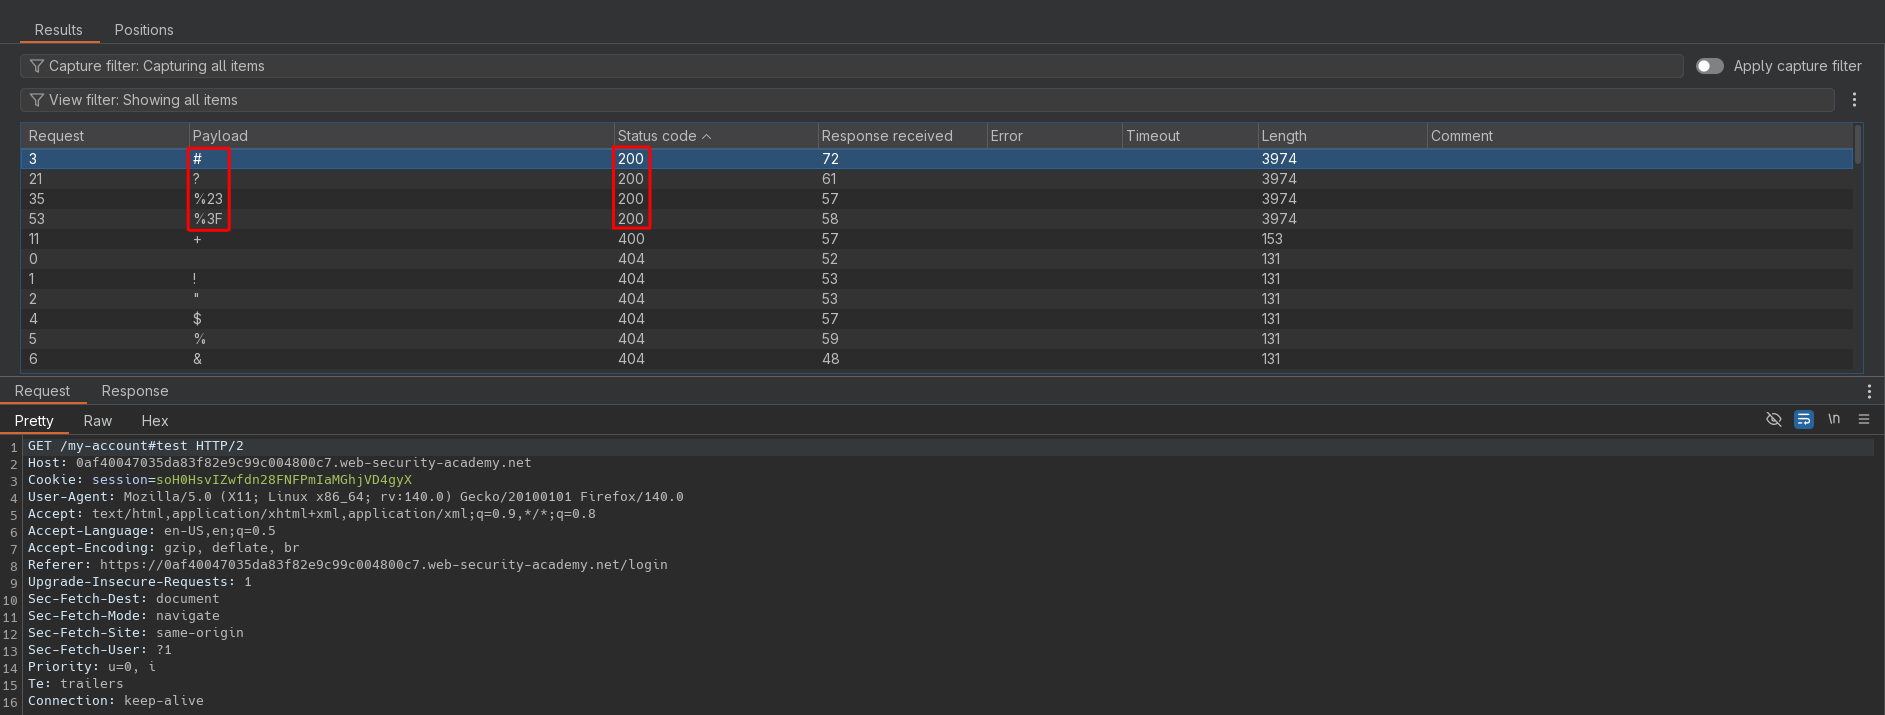 Results Positions
Capture filter: Capturing all items Apply capture filter
View filter: Showing all items
Request Payload Status code Response received Error Timeout Length Comment
3 # 200 72 3974
21 ? 200 61 3974
35 %23 200 57 3974
53 %3F 200 58 3974
11 + 400 57 153
0 404 52 131
1 ! 404 53 131
2 " 404 53 131
4 $ 404 57 131
5 % 404 59 131
6 & 404 48 131
Request Response
Pretty Raw Hex \n
1 GET /my-account#test HTTP/2
2 Host: 0af40047035da83f82e9c99c004800c7.web-security-academy.net
3 Cookie: session=soH0HsvIZwfdn28FNFPmIaMGhjVD4gyX
4 User-Agent: Mozilla/5.0 (X11; Linux x86_64; rv:140.0) Gecko/20100101 Firefox/140.0
5 Accept: text/html,application/xhtml+xml,application/xml;q=0.9,*/*;q=0.8
6 Accept-Language: en-US,en;q=0.5
7 Accept-Encoding: gzip, deflate, br
8 Referer: https://0af40047035da83f82e9c99c004800c7.web-security-academy.net/login
9 Upgrade-Insecure-Requests: 1
10 Sec-Fetch-Dest: document
11 Sec-Fetch-Mode: navigate
12 Sec-Fetch-Site: same-origin
13 Sec-Fetch-User: ?1
14 Priority: u=0, i
15 Te: trailers
16 Connection: keep-alive